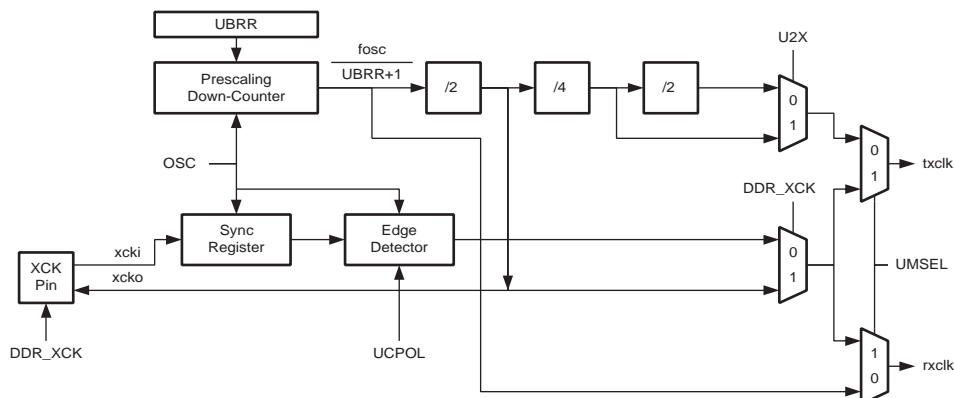 UBRR
fosc
UBRR+1
U2X
Prescaling
Down-Counter
/2
/4
/2
0
1
OSC
0
1
txclk
DDR_XCK
Sync
Register
Edge
Detector
0
1
xcki
xcko
XCK
Pin
UMSEL
DDR_XCK
UCPOL
1
0
rxclk